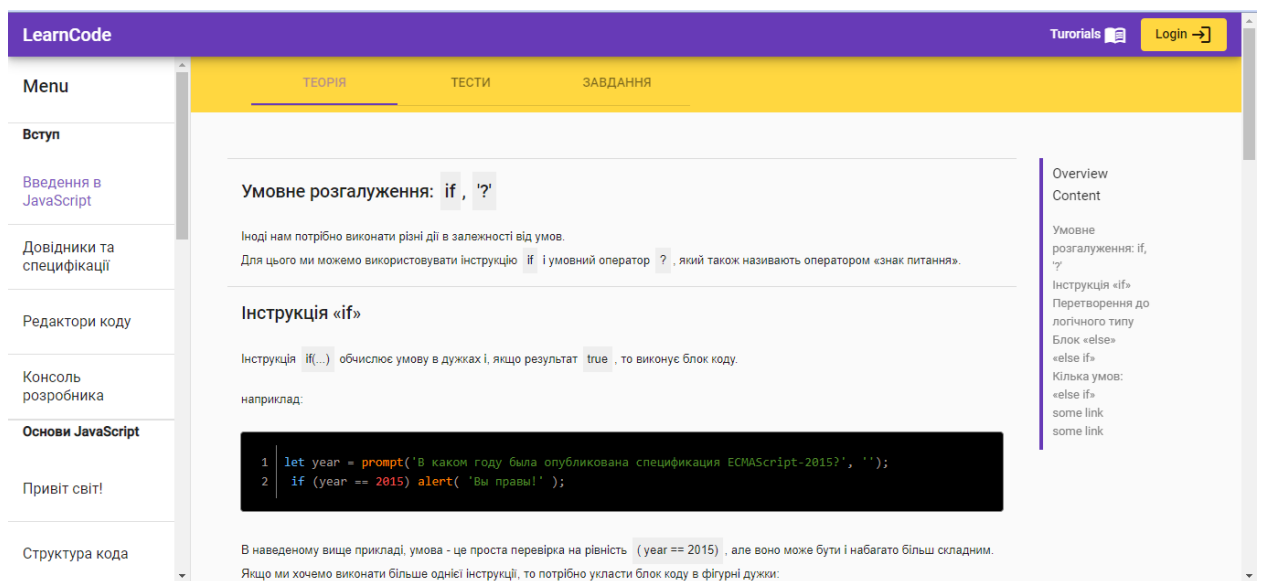 LearnCode
Turorials
Login
Menu
Вступ
Введення в
JavaScript
Довідники та
специфікації
Редактори коду
Консоль
розробника
Основи JavaScript
Привіт світ!
Структура кода
ТЕОРІЯ ТЕСТИ ЗАВДАННЯ
Умовне розгалуження: if , '?'
Іноді нам потрібно виконати різні дії в залежності від умов.
Для цього ми можемо використовувати інструкцію if і умовний оператор ? , який також називають оператором «знак питання».
Інструкція «if»
Інструкція if(...) обчислює умову в дужках і, якщо результат true , то виконує блок коду.
наприклад:
1 let year = prompt('В каком году была опубликована спецификация ECMAScript-2015?', '');
2 if (year == 2015) alert( 'Вы правы!' );
В наведеному вище прикладі, умова - це проста перевірка на рівність ( year == 2015) , але воно може бути і набагато більш складним.
Якщо ми хочемо виконати більше однієї інструкції, то потрібно укласти блок коду в фігурні дужки:
Overview
Content
Умовне
розгалуження: if,
'?'
Інструкція «if»
Перетворення до
логічного типу
Блок «else»
«else if»
Кілька умов:
«else if»
some link
some link